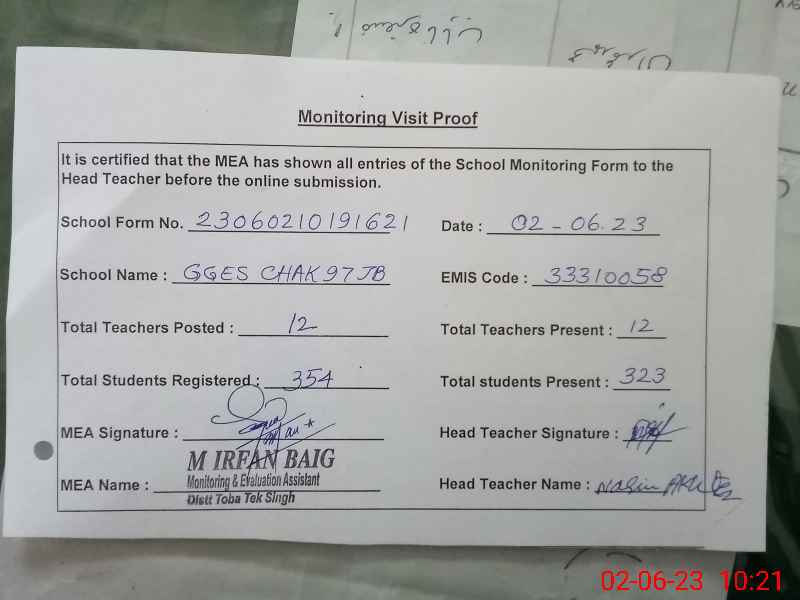 Monitoring Visit Proof
It is certified that the MEA has shown all entries of the School Monitoring Form to the
Head Teacher before the online submission.
School Form No. 23060210191621 Date : 02-06.23
School Name : GGES CHAK 97 JB EMIS Code : 33310058
Total Teachers Posted : 12 Total Teachers Present : 12
Total Students Registered : 354 Total students Present : 323
MEA Signature : Head Teacher Signature :
M IRFAN BAIG
MEA Name : Monitoring & Evaluation Assistant Head Teacher Name :
Distt Toba Tek Singh
02-06-23 10:21